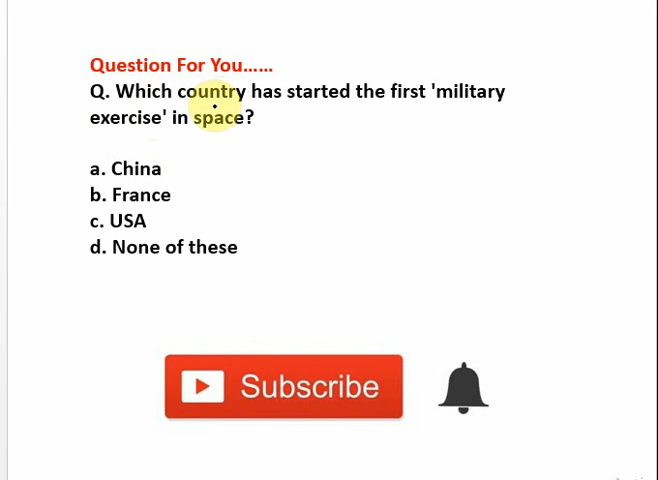 Question For You......
Q. Which country has started the first 'military
exercise' in space?
a. China
b. France
c. USA
d. None of these
Subscribe